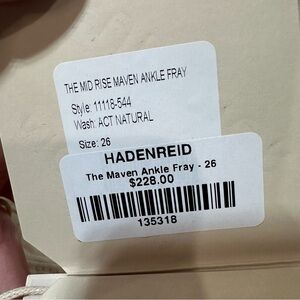 THE MID RISE MAVEN ANKLE FRAY
Style: 11118-544
Wash: ACT NATURAL
Size: 26
HADENREID
The Maven Ankle Fray - 26
$228.00
135318